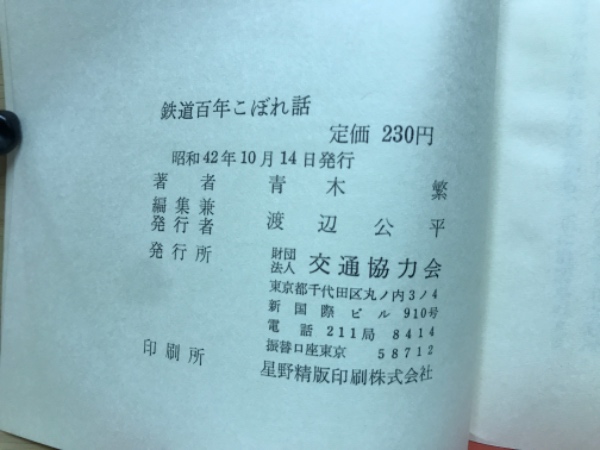 鉄道百年こぼれ話
定価 230円
昭和42年10月14日発行
著者 青木 繁
編集兼
発行者 渡辺公平
発行所 財団法人 交通協力会
東京都千代田区丸ノ内3ノ4
新国際ビル 910号
電話 211局 8414
振替口座東京 58712
印刷所 星野精版印刷株式会社